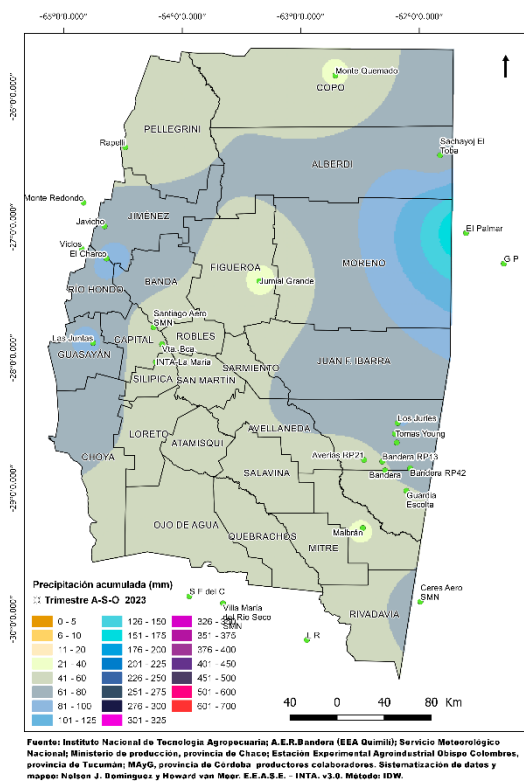 -65°0'0.000"
-64°0'0.000"
-63°0'0.000"
-62°0'0.000"
-26°0'0.000"
Monte Quemado
COPO
PELLEGRINI
Rapelli
Sachayoj El
Toba
ALBERDI
Monte Redondo
JIMÉNEZ
Javicho
-27°0'0.000"
El Palmar
Viclos
El Charco
G P
MORENO
FIGUEROA
BANDA
Jumial Grande
RIO HONDO
Santiago Aero
SMN
Las Juntas
CAPITAL
ROBLES
Vta-Bca
GUASAYÁN
INTA-La María
-28°0'0.000"
JUAN F. IBARRA
SARMIENTO
SILIPICA
SAN MARTÍN
Los Juríes
AVELLANEDA
Tomas Young
LORETO
ATAMISQUI
CHOYA
Averías RP21
Bandera RP13
SALAVINA
Bandera
Bandera RP42
-29°0'0.000"
Guardia
Escolta
OJO DE AGUA
Malbrán
QUEBRACHOS
MITRE
Precipitación acumulada (mm)
Trimestre A-S-O 2023
S F del C
Villa María
del Río Seco
SMN
Ceres Aero
SMN
RIVADAVIA
-30°0'0.000"
L R
0 - 5
126 - 150
6 - 10
151 - 175
351 - 375
11 - 20
176 - 200
376 - 400
21 - 40
201 - 225
401 - 450
41 - 60
226 - 250
451 - 500
61 - 80
251 - 275
501 - 600
81 - 100
276 - 300
601 - 700
101 - 125
301 - 325
40 0 40 80 Km
Fuente: Instituto Nacional de Tecnología Agropecuaria; A.E.R.Bandera (EEA Quimilí); Servicio Meteorológico
Nacional; Ministerio de producción, provincia de Chaco; Estación Experimental Agroindustrial Obispo Colombres,
provincia de Tucumán; MAyG, provincia de Córdoba productores colaboradores. Sistematización de datos y
mapeo: Nelson J. Domínguez y Howard van Meer. E.E.A.S.E. - INTA. v3.0. Método: IDW.